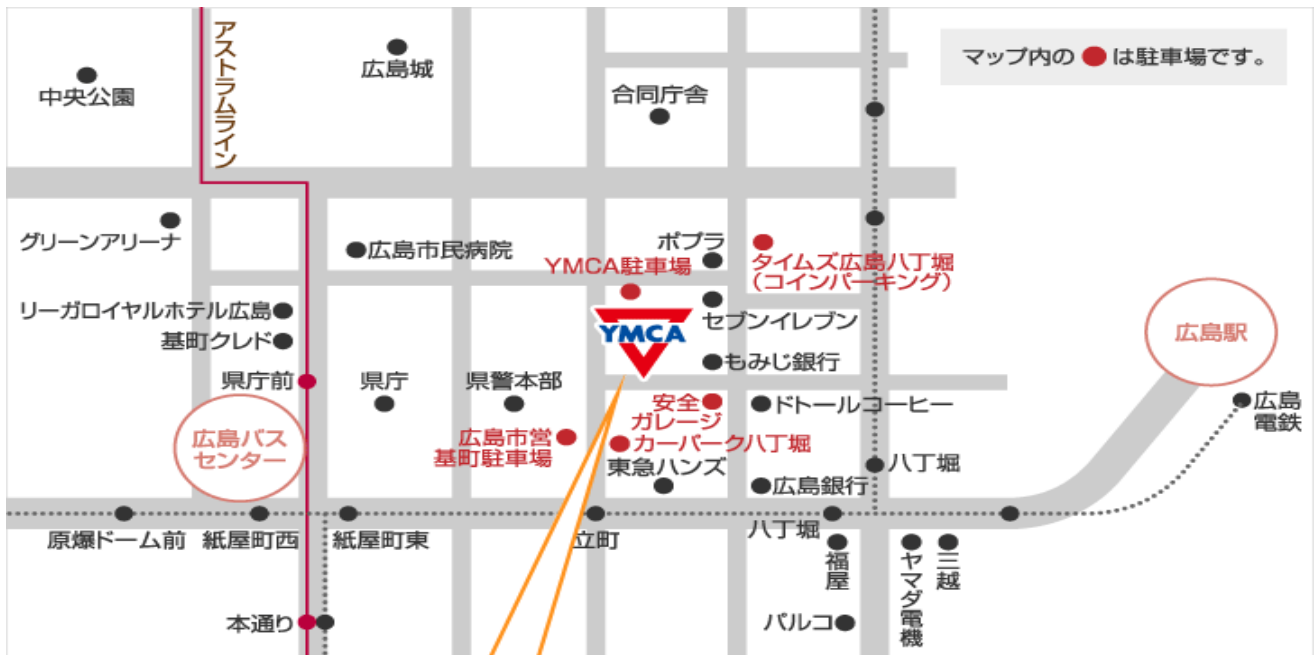 アストラムライン
広島城
中央公園
合同庁舎
マップ内の
は駐車場です。
グリーンアリーナ
広島市民病院
ポプラ
YMCA駐車場
タイムズ広島八丁堀
（コインパーキング）
リーガロイヤルホテル広島
セブンイレブン
YMCA
基町クレド
もみじ銀行
広島駅
県庁前
県庁
県警本部
安全
ガレージ
ドトールコーヒー
広島
電鉄
広島バス
センター
広島市営
基町駐車場
カーパーク八丁堀
東急ハンズ
八丁堀
広島銀行
原爆ドーム前
紙屋町西
紙屋町東
立町
八丁堀
福屋
ヤマダ電機
三越
本通り
パルコ